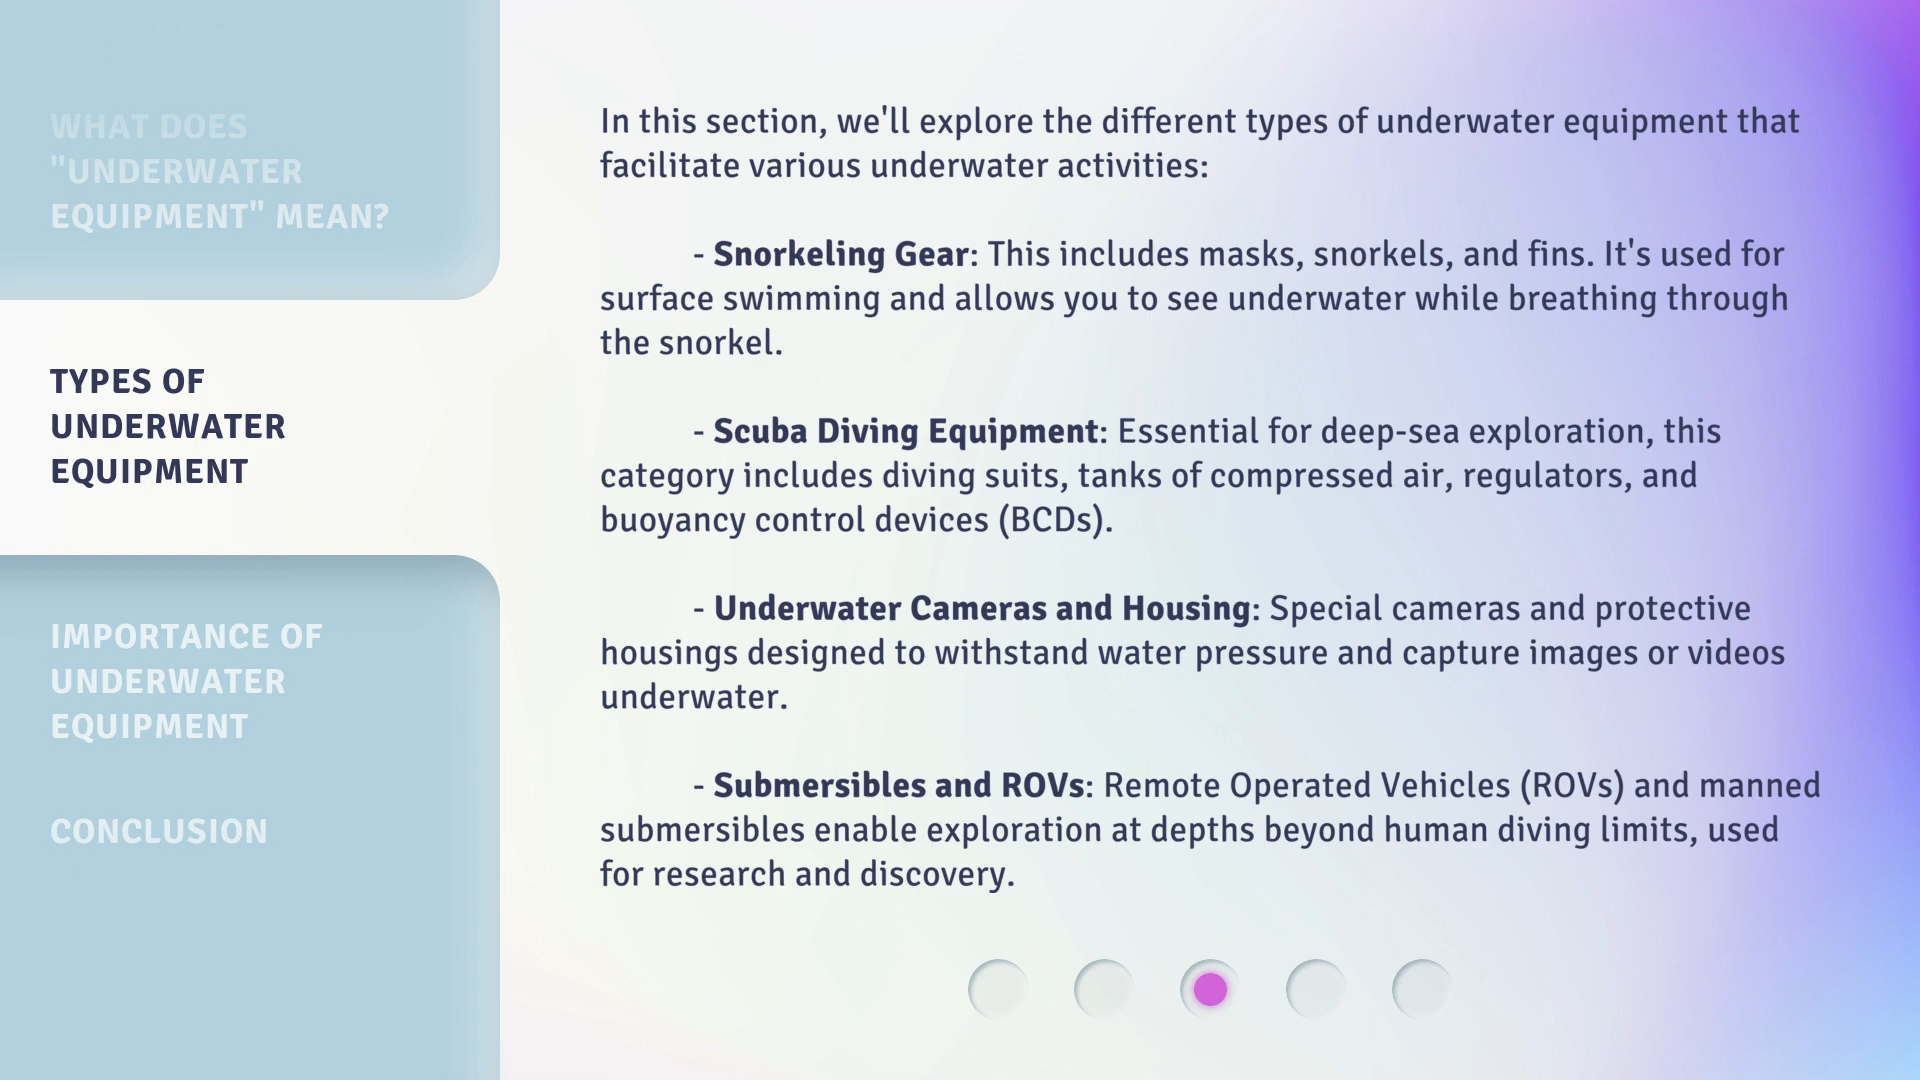 WHAT DOES
"UNDERWATER
EQUIPMENT" MEAN?
TYPES OF
UNDERWATER
EQUIPMENT
IMPORTANCE OF
UNDERWATER
EQUIPMENT
CONCLUSION
In this section, we'll explore the different types of underwater equipment that
facilitate various underwater activities:
- Snorkeling Gear: This includes masks, snorkels, and fins. It's used for
surface swimming and allows you to see underwater while breathing through
the snorkel.
- Scuba Diving Equipment: Essential for deep-sea exploration, this
category includes diving suits, tanks of compressed air, regulators, and
buoyancy control devices (BCDs).
- Underwater Cameras and Housing: Special cameras and protective
housings designed to withstand water pressure and capture images or videos
underwater.
- Submersibles and ROVs: Remote Operated Vehicles (ROVs) and manned
submersibles enable exploration at depths beyond human diving limits, used
for research and discovery.